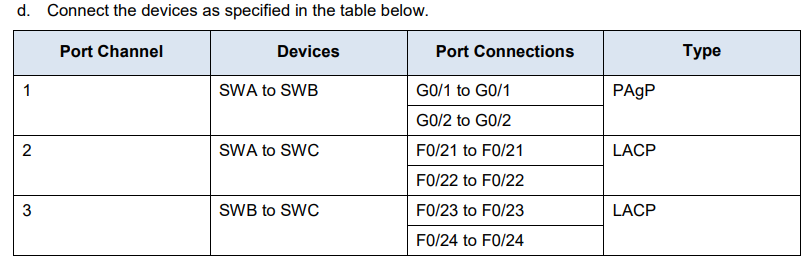 d. Connect the devices as specified in the table below.
Port Channel Devices Port Connections Type
1 SWA to SWB G0/1 to G0/1 PAgP
G0/2 to G0/2
2 SWA to SWC F0/21 to F0/21 LACP
F0/22 to F0/22
3 SWB to SWC F0/23 to F0/23 LACP
F0/24 to F0/24